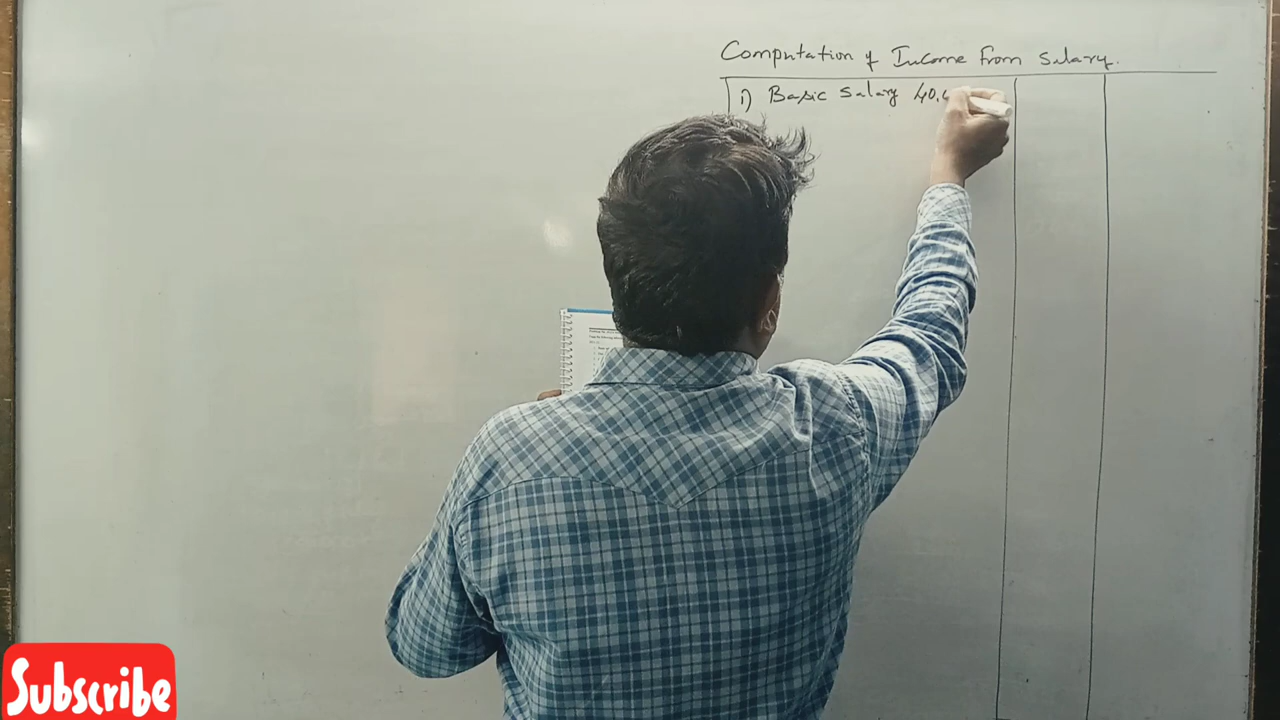 Computation of Income From Salary.
1) Basic Salary 40,
Subscribe